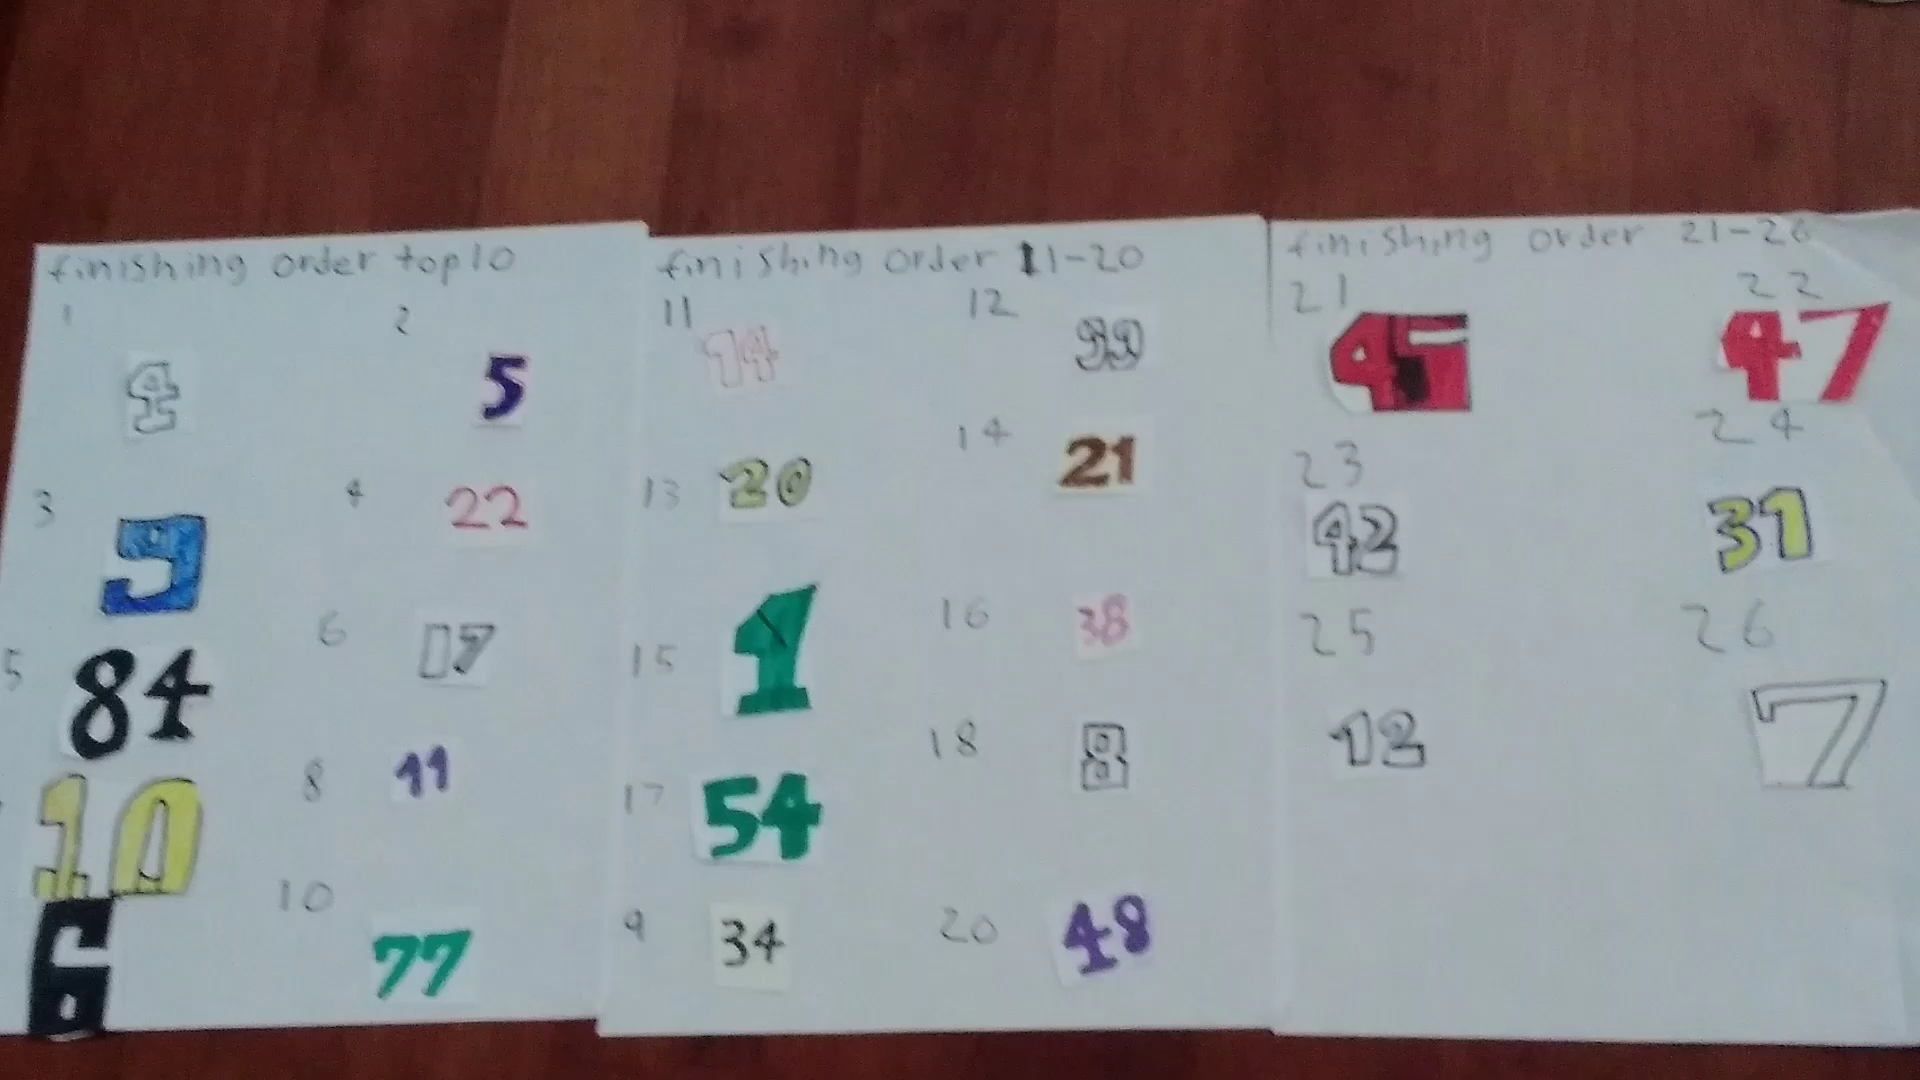 finishing order top10
1 4 2 5
3 9 4 22
5 84 6 17
10 8 11
6 10 77
finishing order 11-20
11 14 12 99
13 20 14 21
15 1 16 38
17 54 18 8
9 34 20 48
finishing order 21-26
21 45 22 47
23 42 24 31
25 12 26 7